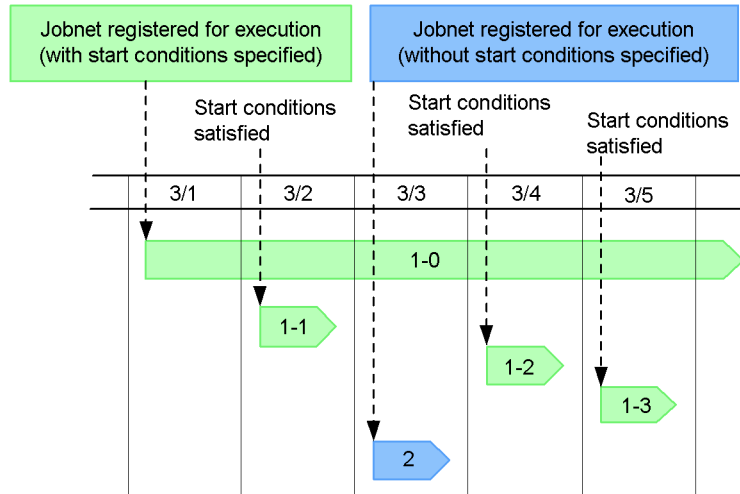 Jobnet registered for execution
(with start conditions specified)
Jobnet registered for execution
(without start conditions specified)
Start conditions
satisfied
Start conditions
satisfied
Start conditions
satisfied
3/1
3/2
3/3
3/4
3/5
1-0
1-1
1-2
1-3
2